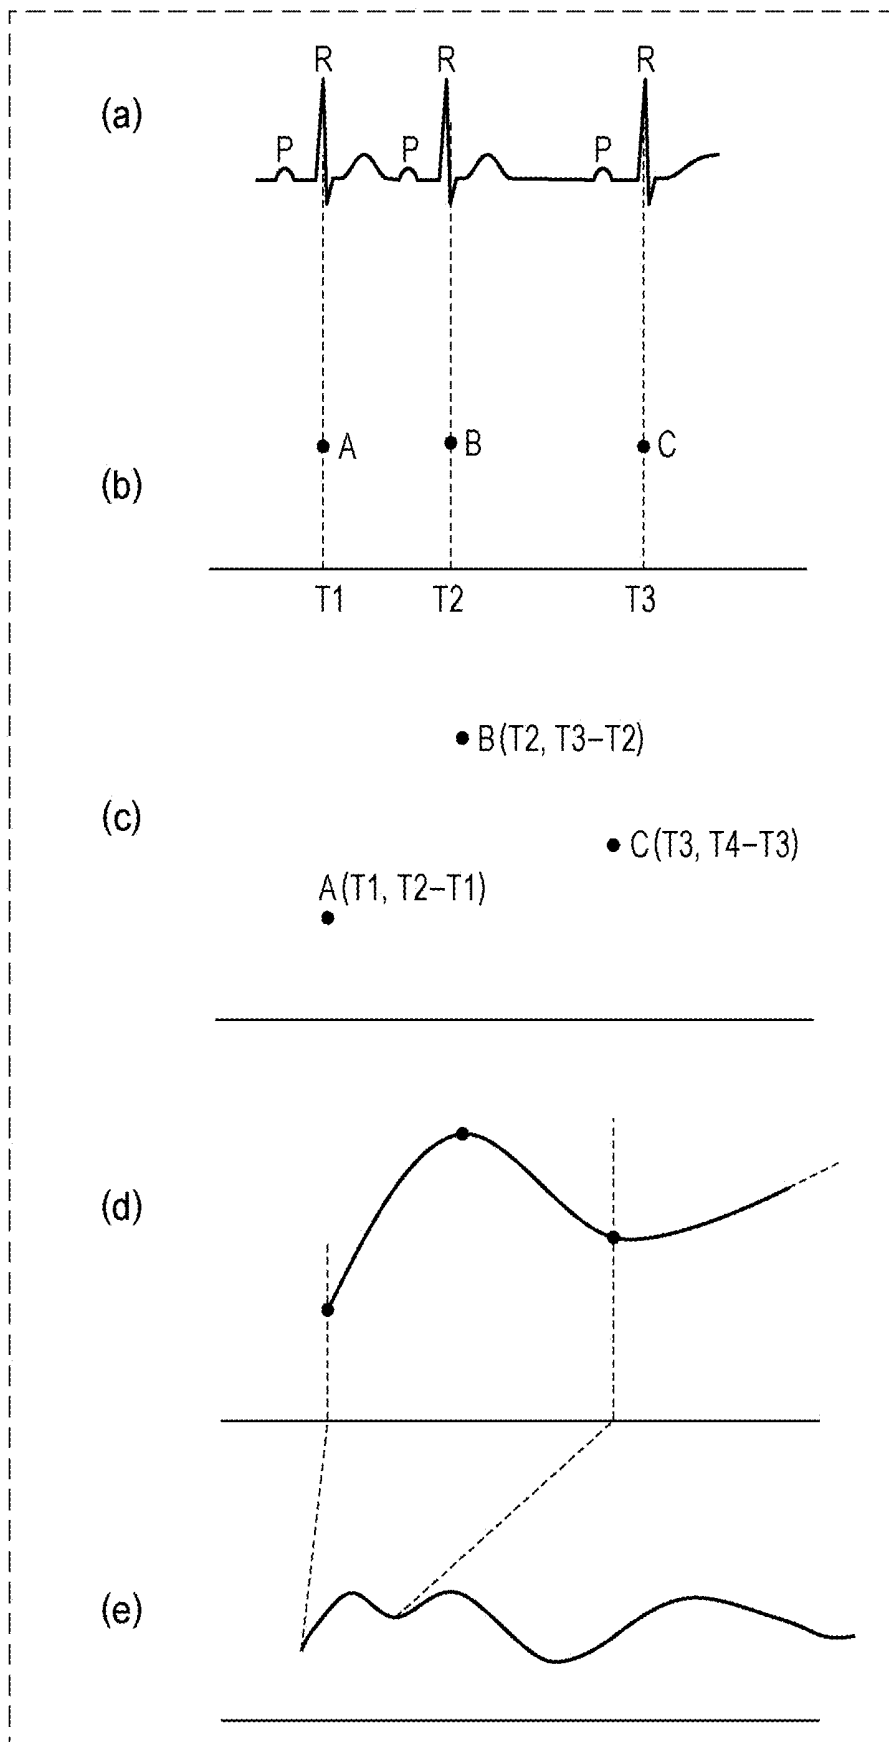 R R R
(a)
P P P
A B C
(b)
T1 T2 T3
B(T2, T3–T2)
(c)
C(T3, T4–T3)
A(T1, T2–T1)
(d)
(e)